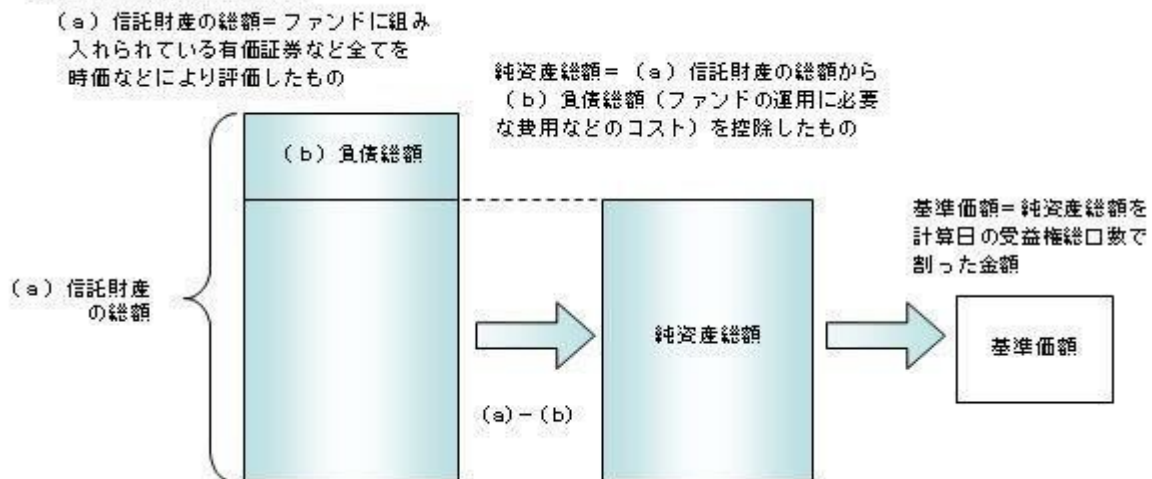 (a)信託財産の総額=ファンドに組み
入れられている有価証券など全てを
時価などにより評価したもの
純資産総額=(a)信託財産の総額から
(b)負債総額(ファンドの運用に必要
な費用などのコスト)を控除したもの
(b)負債総額
基準価額=純資産総額を
計算日の受益権総口数で
割った金額
(a)信託財産
の総額
純資産総額
基準価額
(a)-(b)